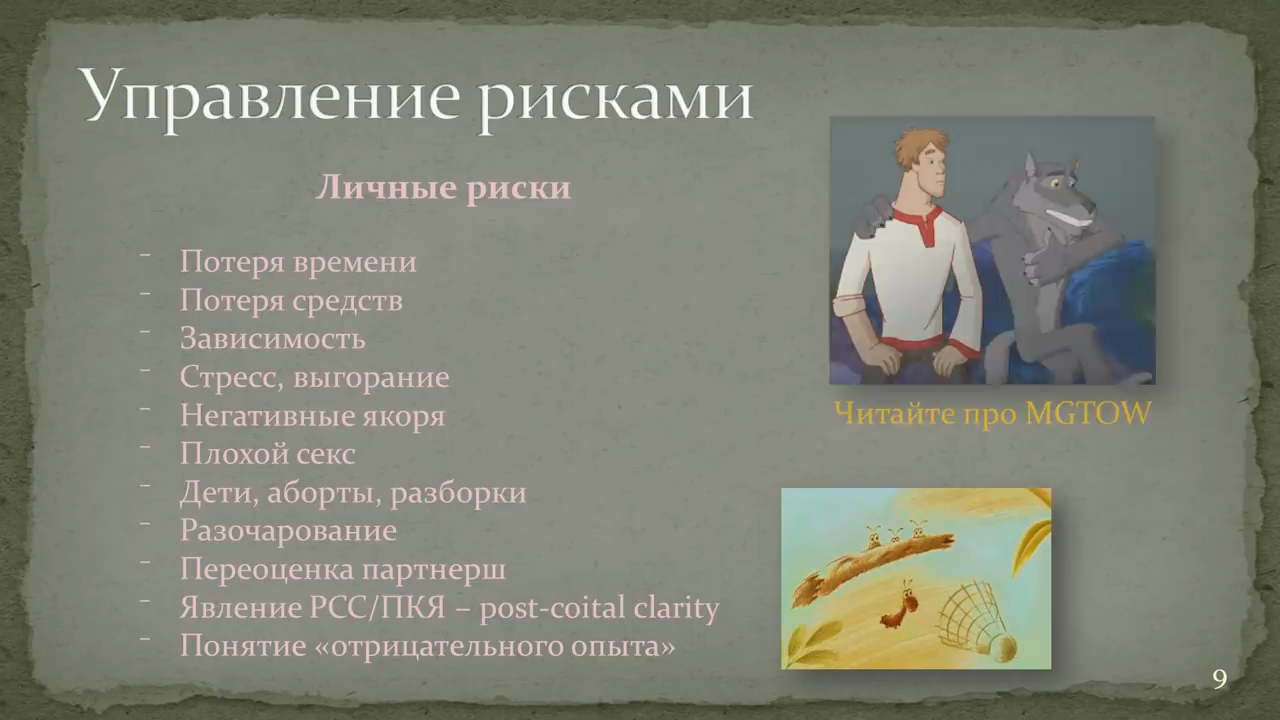 Управление рисками
Личные риски
- Потеря времени
- Потеря средств
- Зависимость
- Стресс, выгорание
- Негативные якоря
- Плохой секс
- Дети, аборты, разборки
- Разочарование
- Переоценка партнерш
- Явление PCC/ПКЯ – post-coital clarity
- Понятие «отрицательного опыта»
Читайте про MGTOW
9